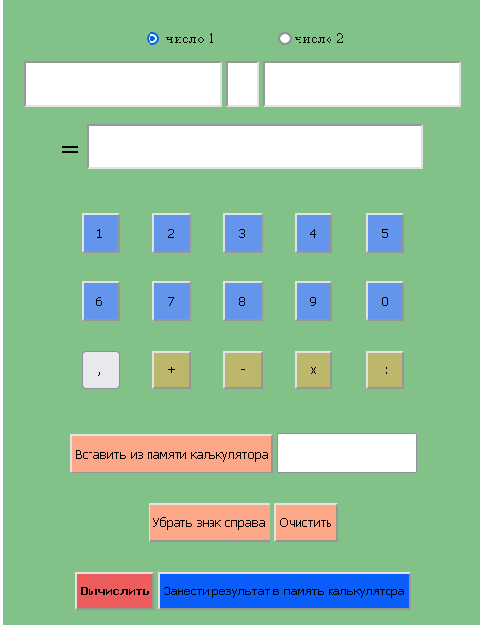 число 1 число 2
=
1 2 3 4 5
6 7 8 9 0
, + - x :
Вставить из памяти калькулятора
Убрать знак справа Очистить
Вычислить Занести результат в память калькулятора